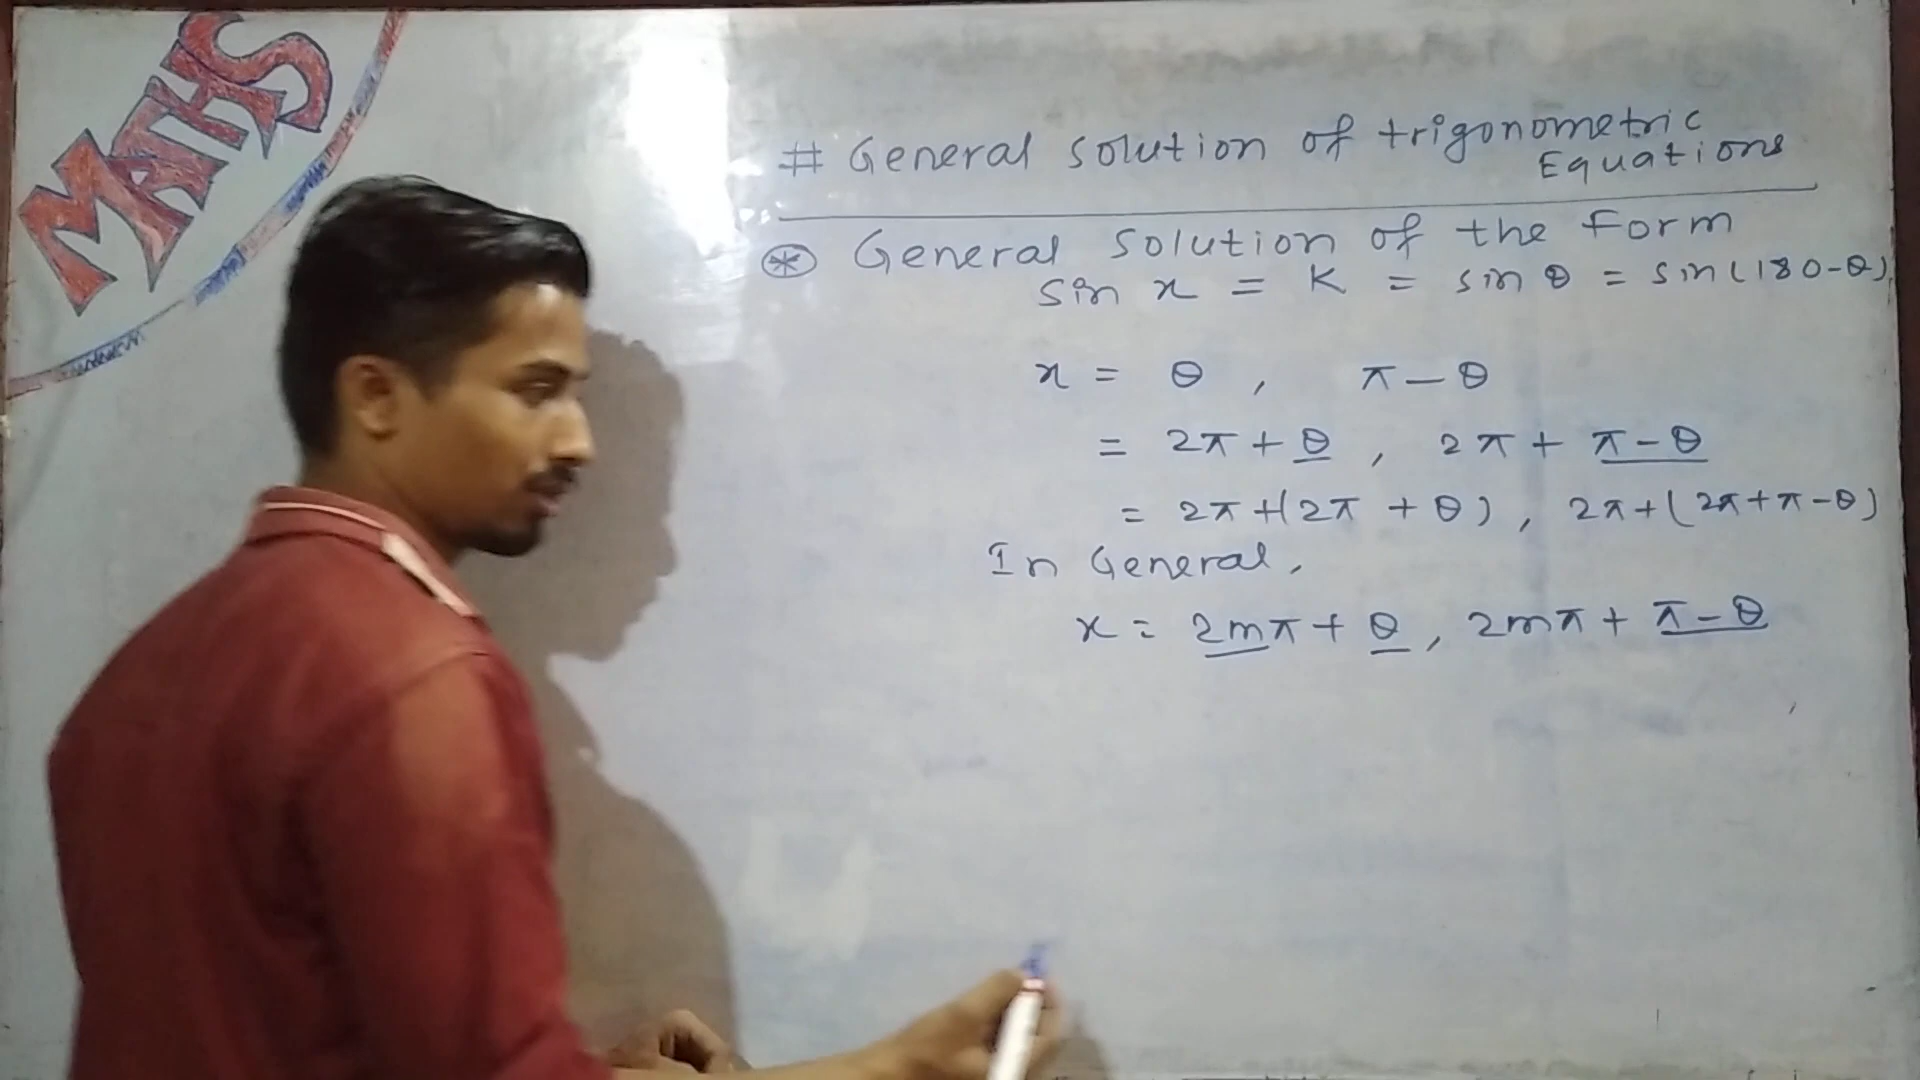 MATHS
# General solution of trigonometric
Equations
⊛ General solution of the form
sin x = K = sin θ = sin(180-θ)
x = θ , π - θ
= 2π + θ , 2π + π - θ
= 2π +(2π + θ) , 2π+(2π+π-θ)
In General,
x = 2mπ + θ , 2mπ + π - θ